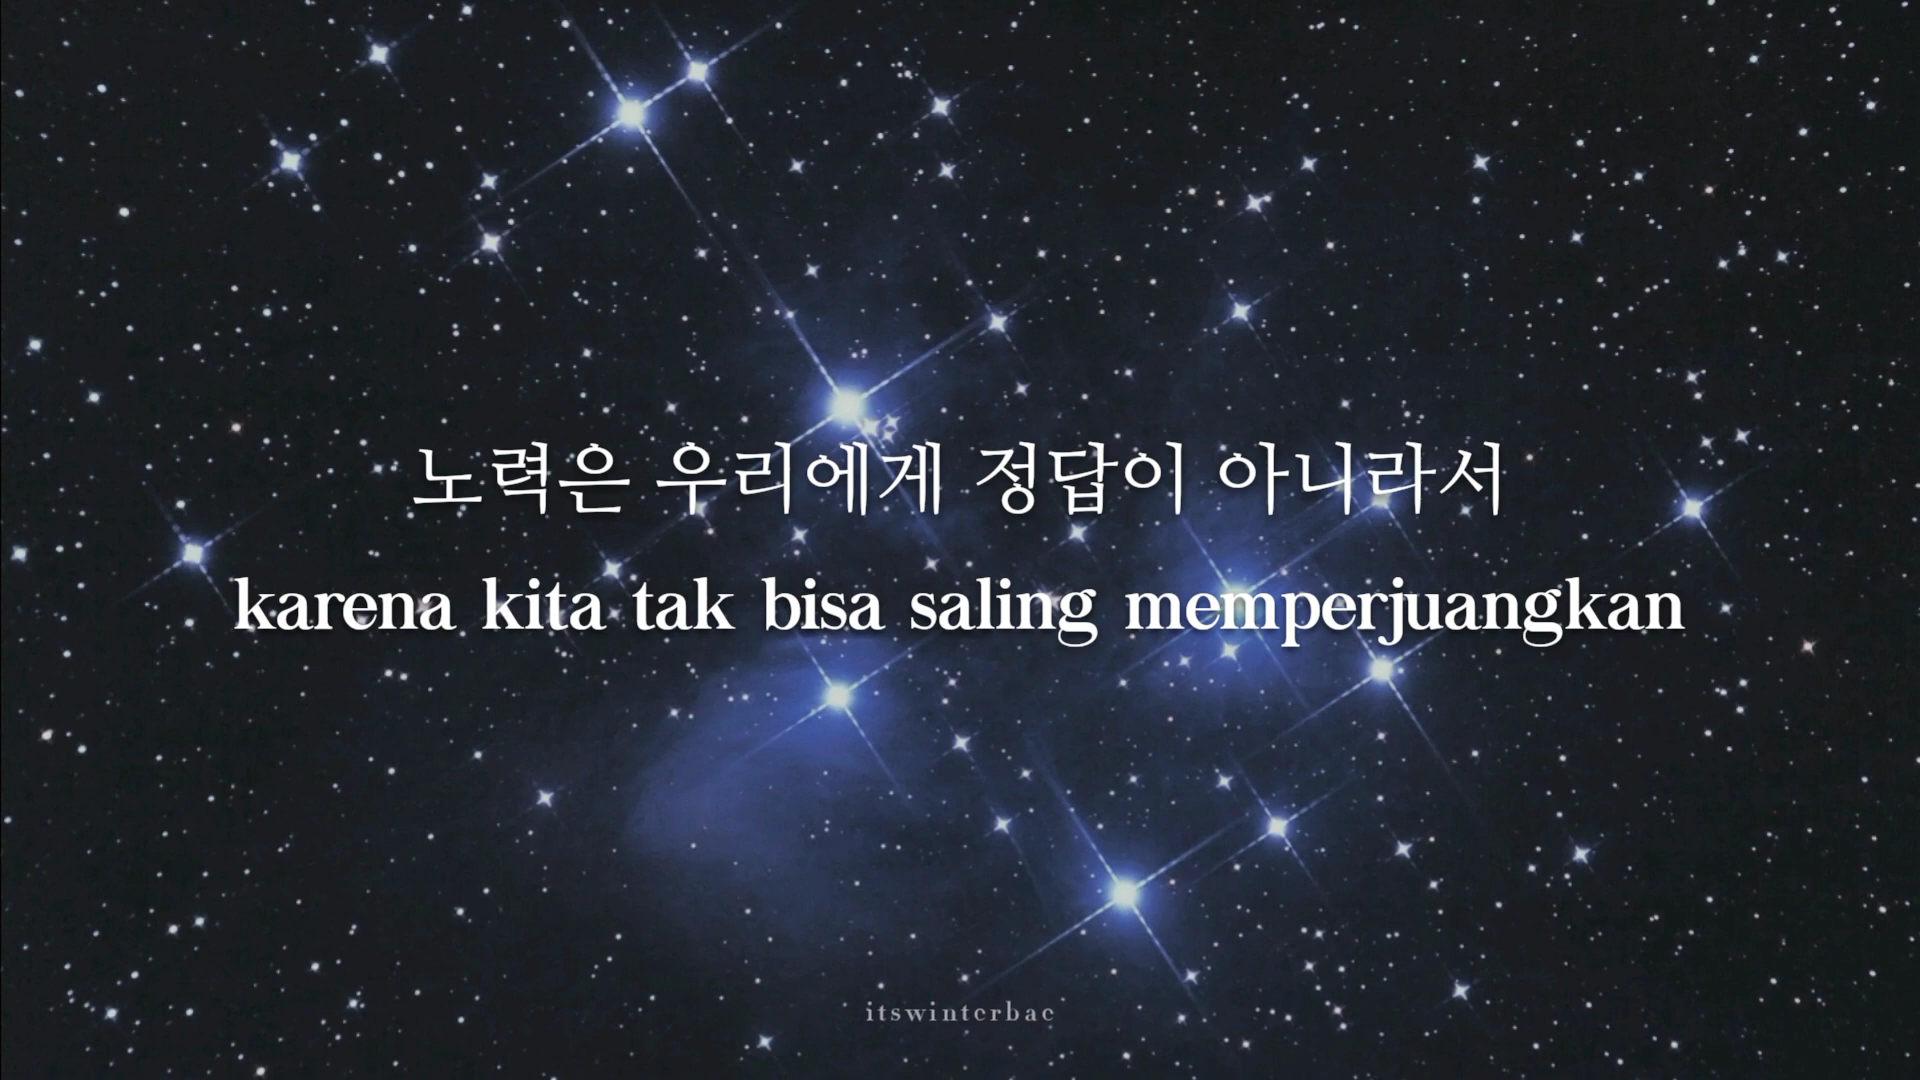 노력은 우리에게 정답이 아니라서
karena kita tak bisa saling memperjuangkan
itswinterbae